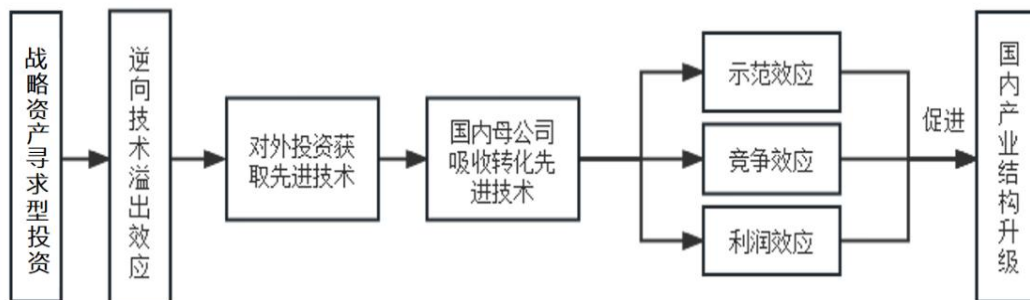 战略资产寻求型投资
逆向技术溢出效应
对外投资获
取先进技术
国内母公司
吸收转化先
进技术
示范效应
竞争效应
利润效应
促进
国内产业结构升级